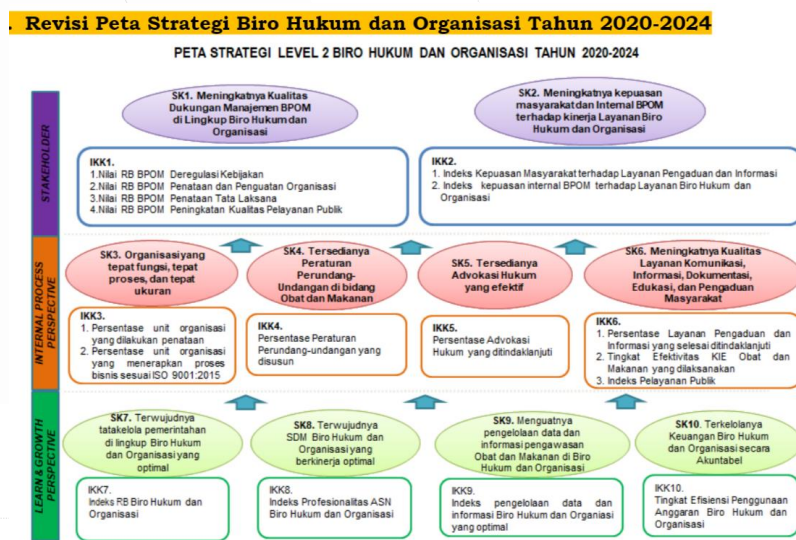 . Revisi Peta Strategi Biro Hukum dan Organisasi Tahun 2020-2024
PETA STRATEGI LEVEL 2 BIRO HUKUM DAN ORGANISASI TAHUN 2020-2024
STAKEHOLDER
SK1. Meningkatnya Kualitas
Dukungan Manajemen BPOM
di Lingkup Biro Hukum dan
Organisasi
SK2. Meningkatnya kepuasan
masyarakat dan Internal BPOM
terhadap kinerja Layanan Biro
Hukum dan Organisasi
IKK1.
1.Nilai RB BPOM Deregulasi Kebijakan
2.Nilai RB BPOM Penataan dan Penguatan Organisasi
3.Nilai RB BPOM Penataan Tata Laksana
4.Nilai RB BPOM Peningkatan Kualitas Pelayanan Publik
IKK2.
1. Indeks Kepuasan Masyarakat terhadap Layanan Pengaduan dan Informasi
2. Indeks kepuasan internal BPOM terhadap Layanan Biro Hukum dan
Organisasi
INTERNAL PROCESS
PERSPECTIVE
SK3. Organisasi yang
tepat fungsi, tepat
proses, dan tepat
ukuran
SK4. Tersedianya
Peraturan
Perundang-
Undangan di bidang
Obat dan Makanan
SK5. Tersedianya
Advokasi Hukum
yang efektif
SK6. Meningkatnya Kualitas
Layanan Komunikasi,
Informasi, Dokumentasi,
Edukasi, dan Pengaduan
Masyarakat
IKK3.
1. Persentase unit organisasi
yang dilakukan penataan
2. Persentase unit organisasi
yang menerapkan proses
bisnis sesuai ISO 9001:2015
IKK4.
Persentase Peraturan
Perundang-undangan yang
disusun
IKK5.
Persentase Advokasi
Hukum yang ditindaklanjuti
IKK6.
1. Persentase Layanan Pengaduan dan
Informasi yang selesai ditindaklanjuti
2. Tingkat Efektivitas KIE Obat dan
Makanan yang dilaksanakan
3. Indeks Pelayanan Publik
LEARN & GROWTH
PERSPECTIVE
SK7. Terwujudnya
tatakelola pemerintahan
di lingkup Biro Hukum
dan Organisasi yang
optimal
SK8. Terwujudnya
SDM Biro Hukum dan
Organisasi yang
berkinerja optimal
SK9. Menguatnya
pengelolaan data dan
informasi pengawasan
Obat dan Makanan di Biro
Hukum dan Organisasi
SK10. Terkelolanya
Keuangan Biro Hukum
dan Organisasi secara
Akuntabel
IKK7.
Indeks RB Biro Hukum dan
Organisasi
IKK8.
Indeks Profesionalitas ASN
Biro Hukum dan Organisasi
IKK9.
Indeks pengelolaan data dan
informasi Biro Hukum dan Organiasi
yang optimal
IKK10.
Tingkat Efisiensi Penggunaan
Anggaran Biro Hukum dan
Organisasi